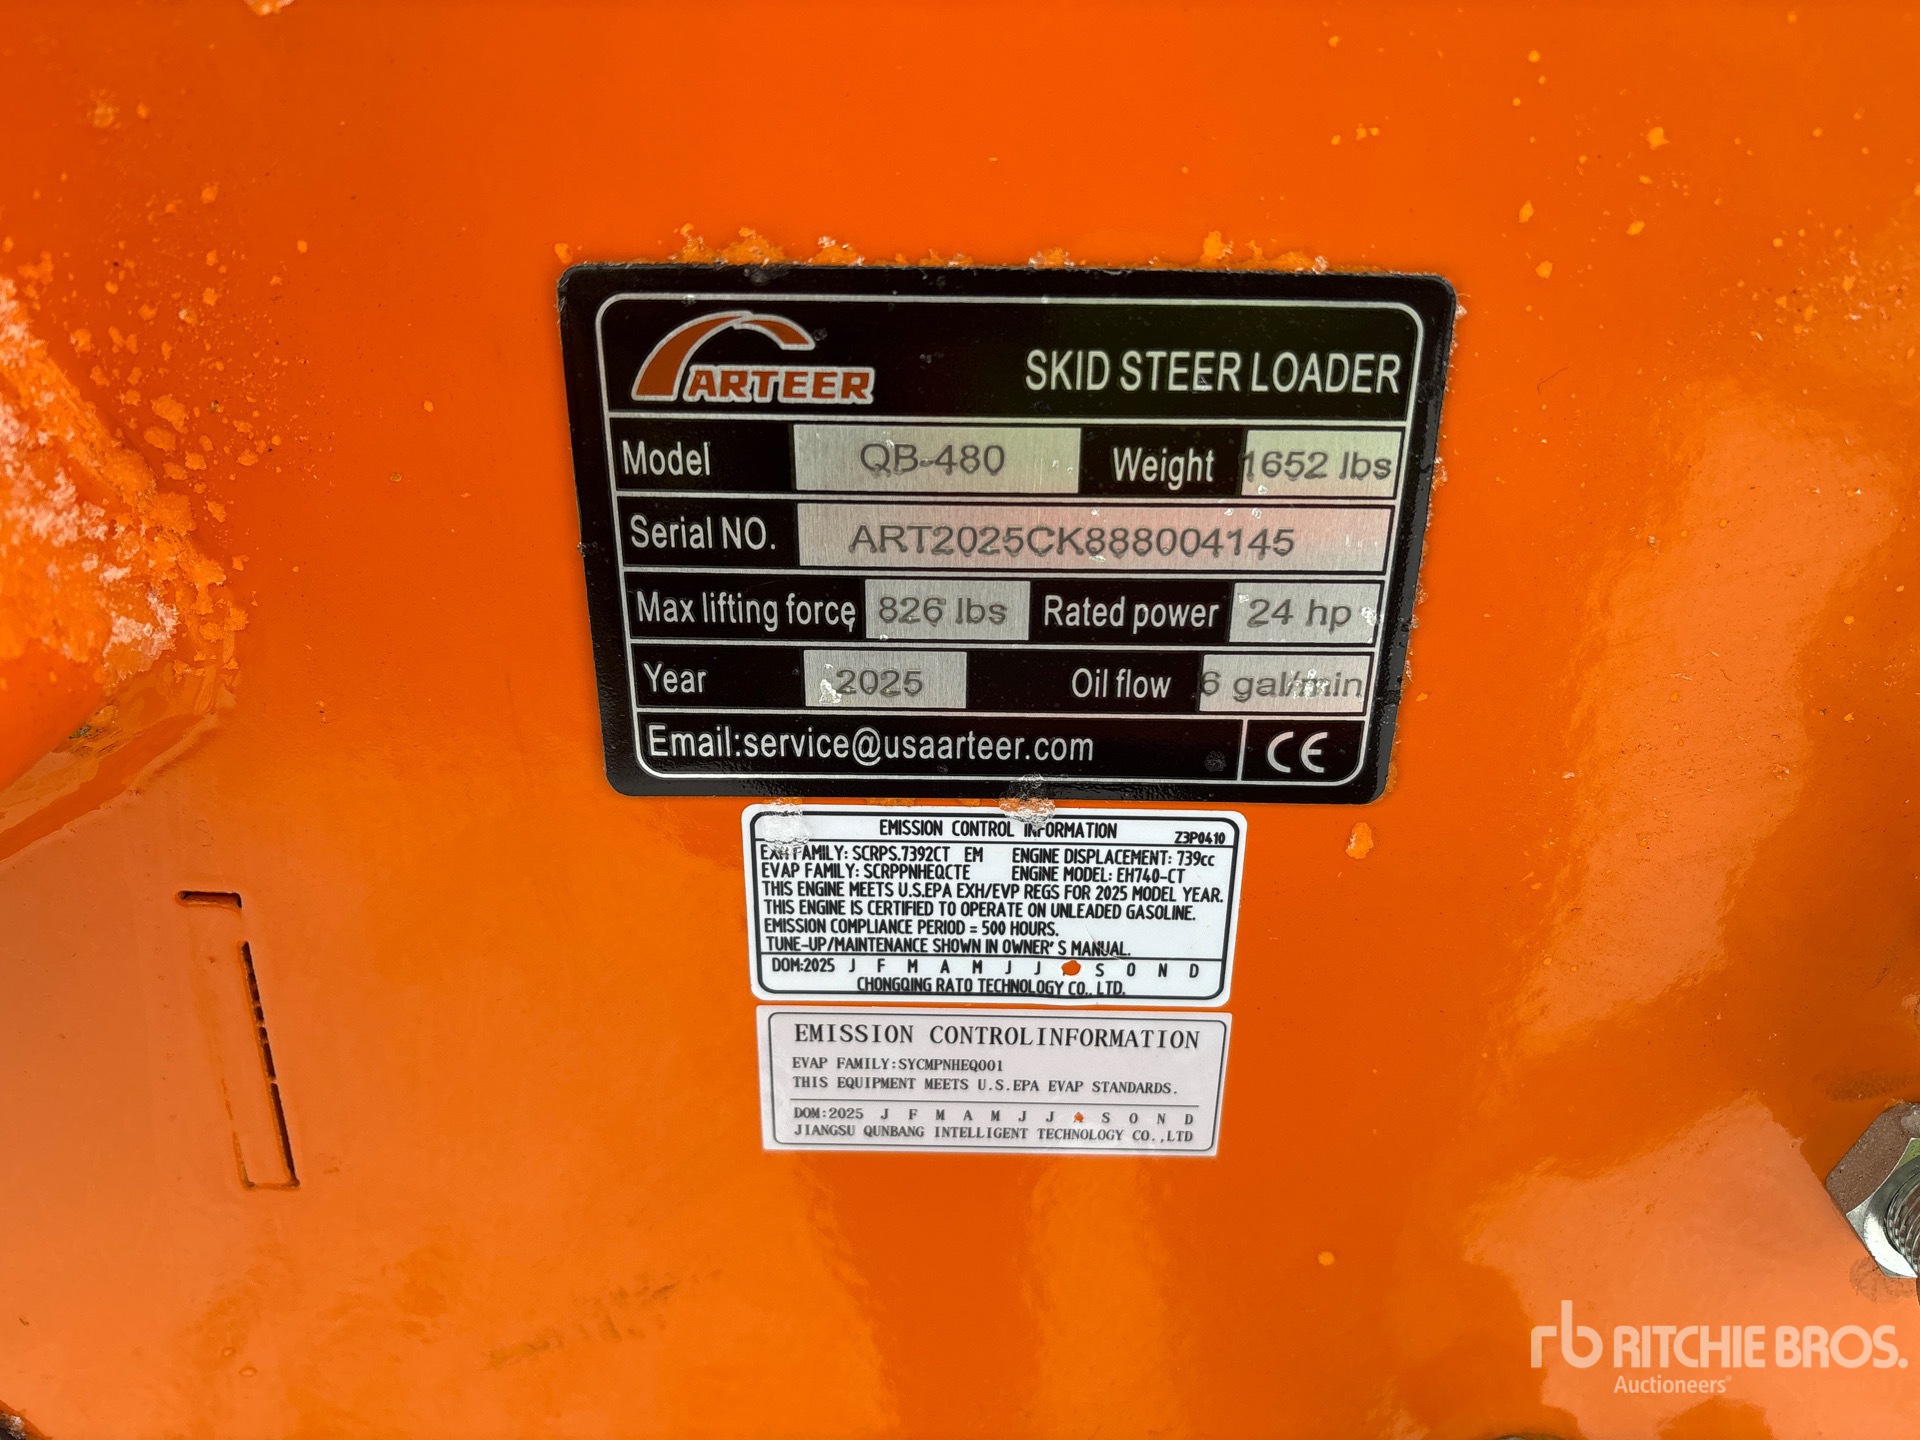 ARTEER
SKID STEER LOADER
Model QB-480 Weight 1652 lbs
Serial NO. ART2025CK888004145
Max lifting force 826 lbs Rated power 24 hp
Year 2025 Oil flow 6 gal/min
Email:service@usaarteer.com CE
EMISSION CONTROL INFORMATION Z3P0410
EXH FAMILY: SCRPS.7392CT EM ENGINE DISPLACEMENT: 739cc
EVAP FAMILY: SCRPPNHEQCTE ENGINE MODEL: EH740-CT
THIS ENGINE MEETS U.S.EPA EXH/EVP REGS FOR 2025 MODEL YEAR.
THIS ENGINE IS CERTIFIED TO OPERATE ON UNLEADED GASOLINE.
EMISSION COMPLIANCE PERIOD = 500 HOURS.
TUNE-UP/MAINTENANCE SHOWN IN OWNER'S MANUAL.
DOM:2025 J F M A M J J S O N D
CHONGQING RATO TECHNOLOGY CO., LTD.
EMISSION CONTROLINFORMATION
EVAP FAMILY:SYCMPNHEQ001
THIS EQUIPMENT MEETS U.S.EPA EVAP STANDARDS.
DOM:2025 J F M A M J J S O N D
JIANGSU QUNBANG INTELLIGENT TECHNOLOGY CO.,LTD
rb RITCHIE BROS.
Auctioneers